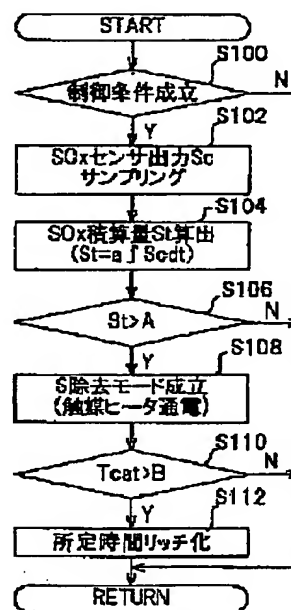 START
S100
制御条件成立
N
Y
S102
SOxセンサ出力Sc
サンプリング
S104
SOx積算量St算出
(St=a∫Scdt)
S106
St>A
N
Y
S108
S除去モード成立
(触媒ヒータ通電)
S110
Tcat>B
N
Y
S112
所定時間リッチ化
RETURN